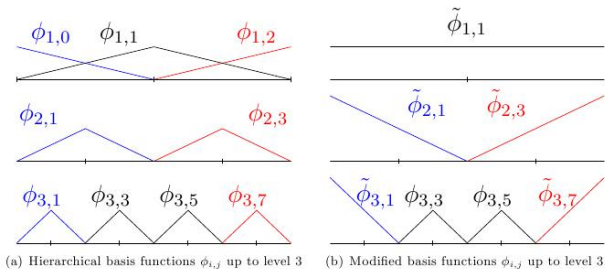 ϕ1,0 ϕ1,1 ϕ1,2
ϕ̃1,1
ϕ2,1 ϕ2,3
ϕ̃2,1 ϕ̃2,3
ϕ3,1 ϕ3,3 ϕ3,5 ϕ3,7
ϕ̃3,1 ϕ3,3 ϕ3,5 ϕ̃3,7
(a) Hierarchical basis functions ϕi,j up to level 3
(b) Modified basis functions ϕi,j up to level 3